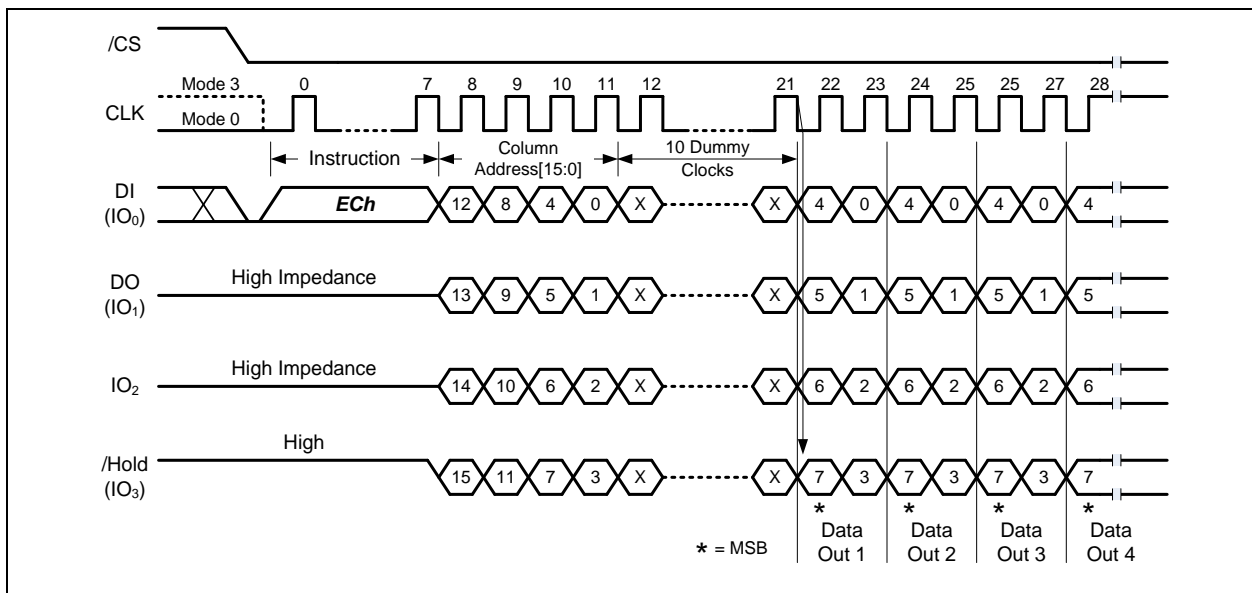 /CS
Mode 3 0 7 8 9 10 11 12 21 22 23 24 25 25 27 28
CLK
Mode 0
Instruction
Column
Address[15:0]
10 Dummy
Clocks
DI
(IO0)
ECh 12 8 4 0 X X 4 0 4 0 4 0 4
High Impedance
DO
(IO1)
13 9 5 1 X X 5 1 5 1 5 1 5
High Impedance
IO2
14 10 6 2 X X 6 2 6 2 6 2 6
High
/Hold
(IO3)
15 11 7 3 X X 7 3 7 3 7 3 7
* * * *
* = MSB
Data
Out 1
Data
Out 2
Data
Out 3
Data
Out 4